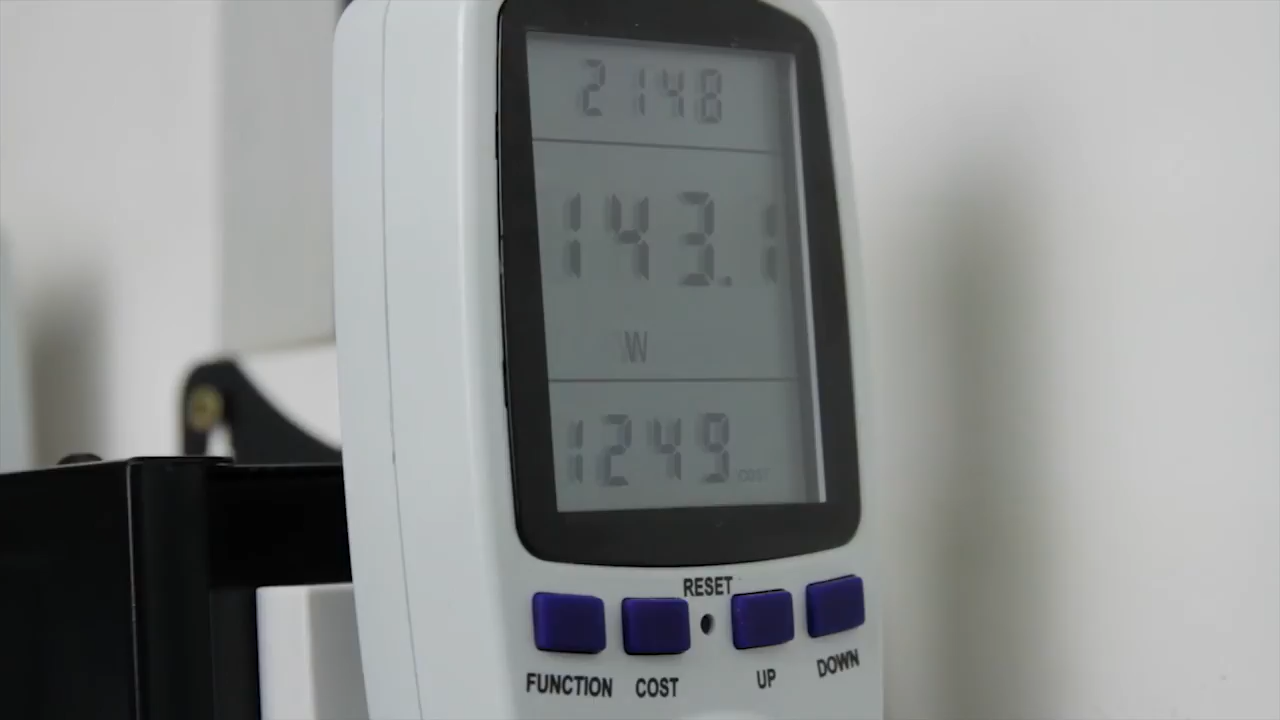 2148
143.1
W
1249 COST
RESET
FUNCTION COST UP DOWN